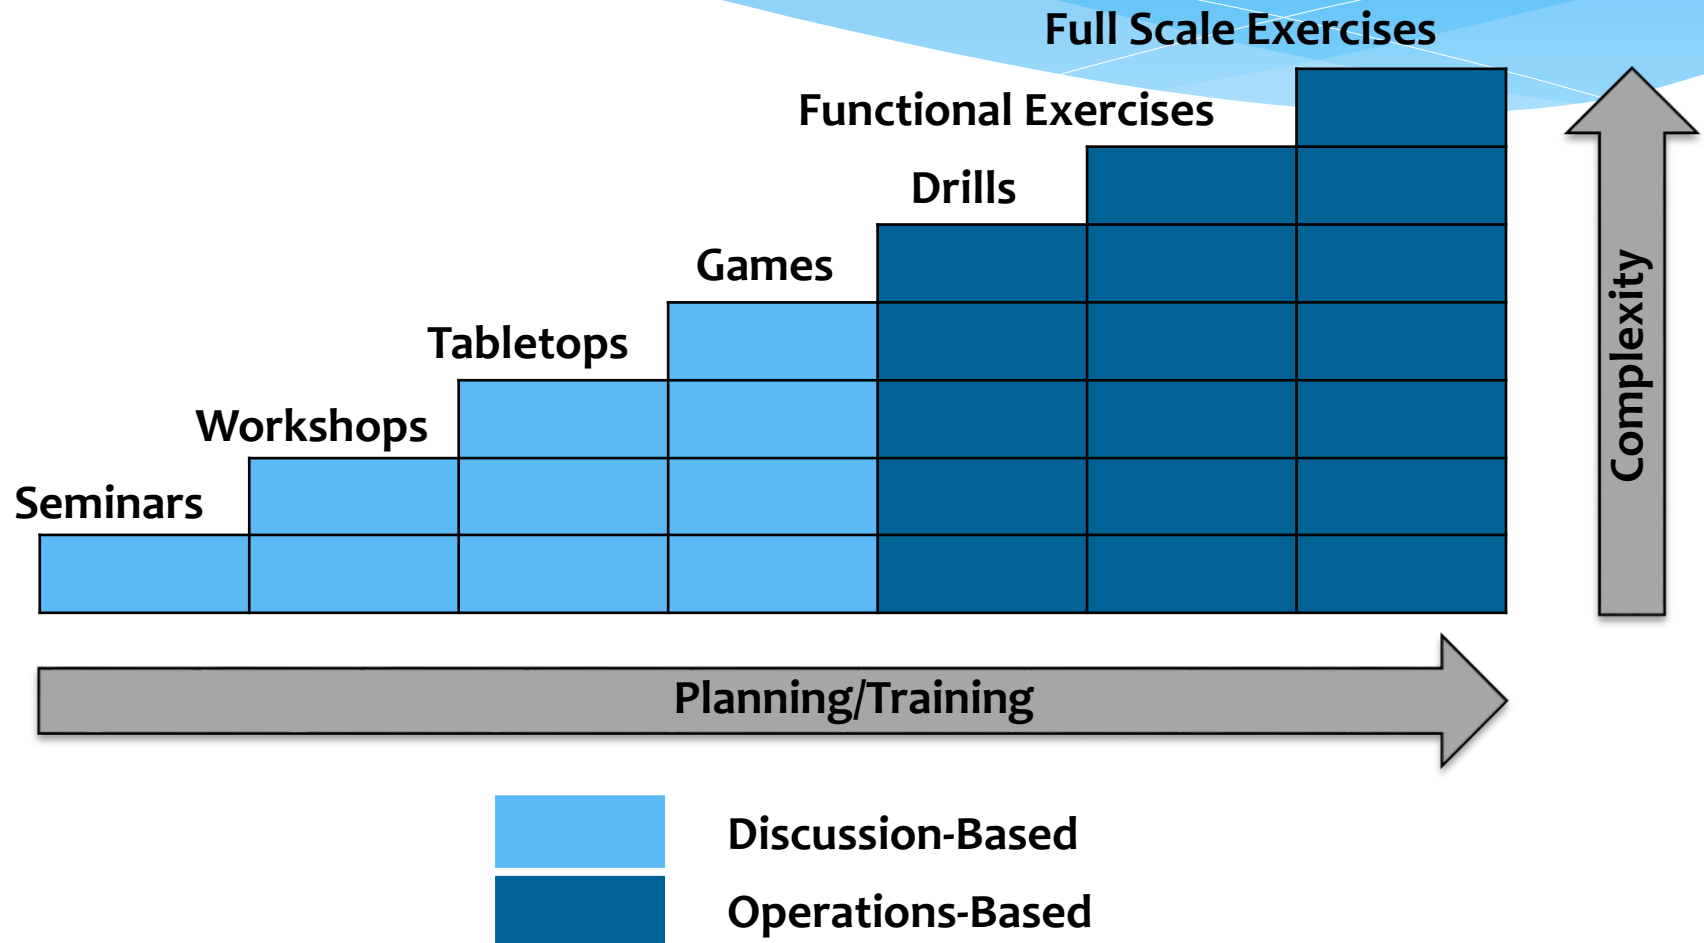 Full Scale Exercises
Functional Exercises
Drills
Games
Tabletops
Workshops
Seminars
Complexity
Planning/Training
Discussion-Based
Operations-Based